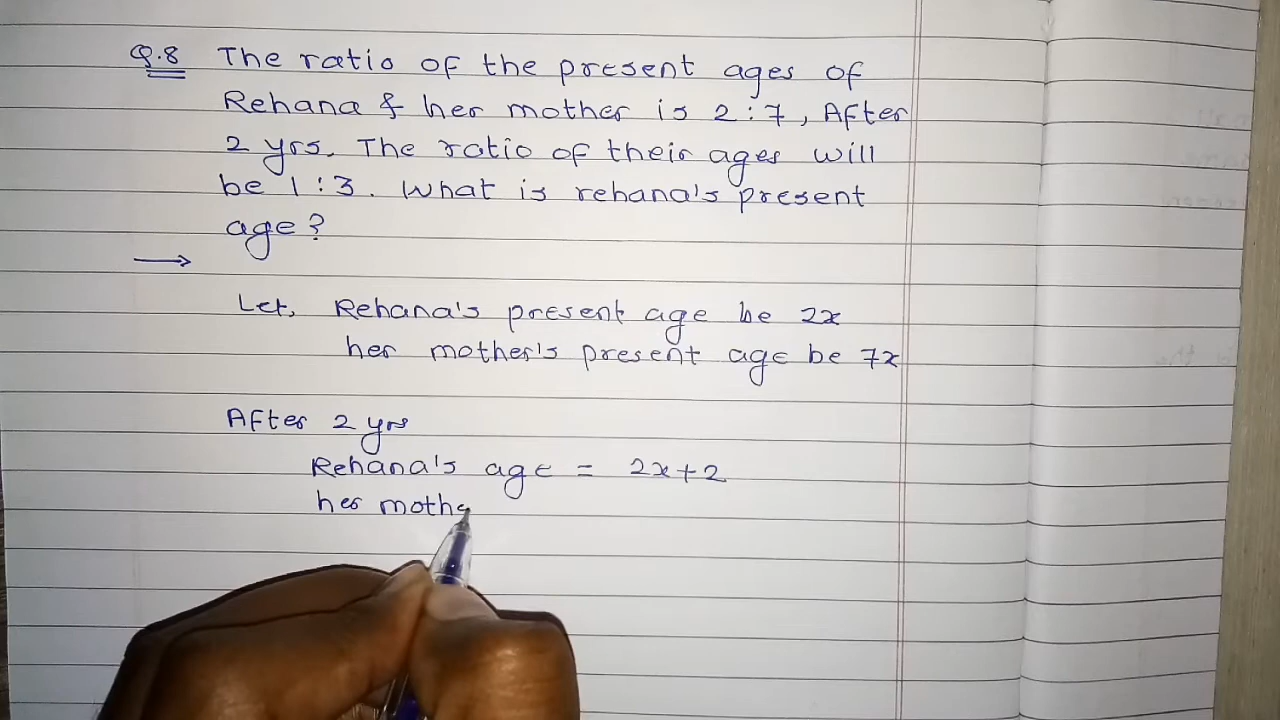 Q.8 The ratio of the present ages of
Rehana & her mother is 2:7, After
2 yrs. The ratio of their ages will
be 1:3. What is rehana's present
age?
Let, Rehana's present age be 2x
her mother's present age be 7x
After 2 yrs
Rehana's age = 2x+2
her mothe